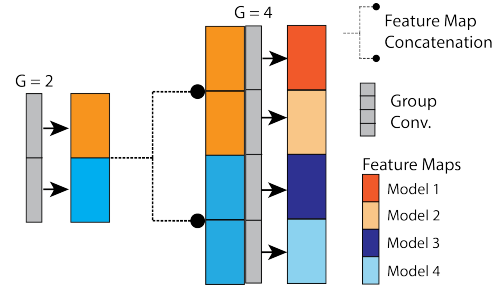 G = 2
G = 4
Feature Map
Concatenation
Group
Conv.
Feature Maps
Model 1
Model 2
Model 3
Model 4